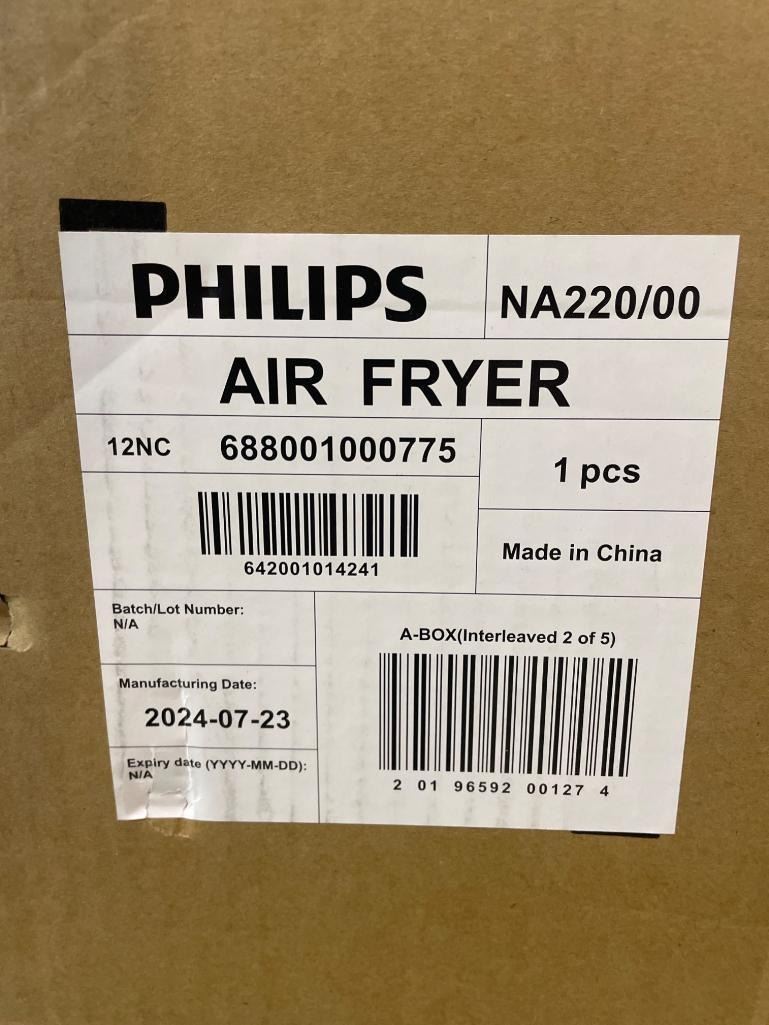 PHILIPS
NA220/00
AIR FRYER
12NC 688001000775
1 pcs
642001014241
Made in China
Batch/Lot Number:
N/A
Manufacturing Date:
2024-07-23
Expiry date (YYYY-MM-DD):
N/A
A-BOX(Interleaved 2 of 5)
2 01 96592 00127 4